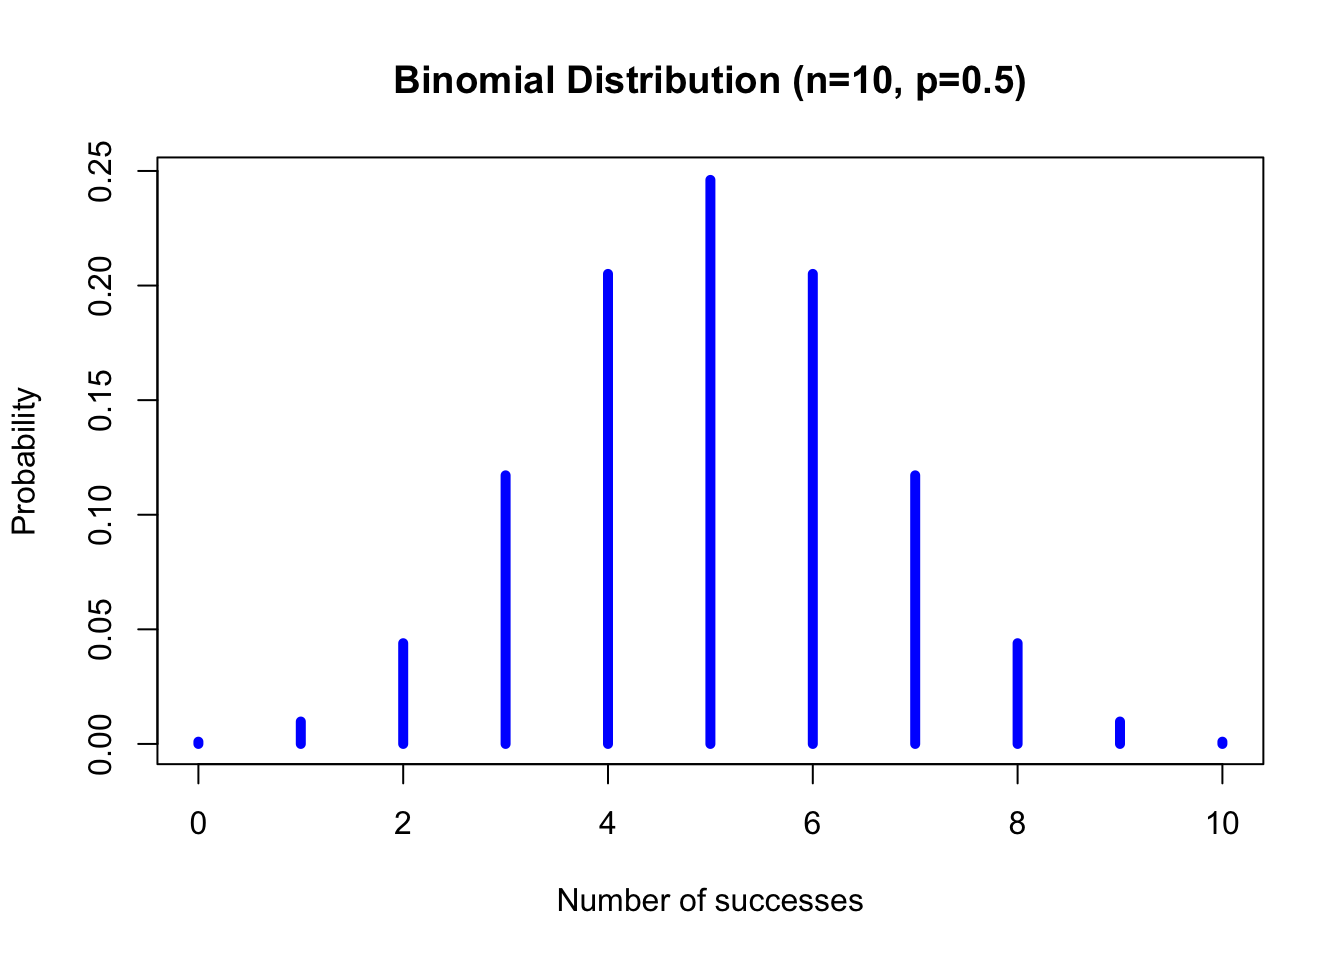 Binomial Distribution (n=10, p=0.5)
Probability
0.25
0.20
0.15
0.10
0.05
0.00
0 2 4 6 8 10
Number of successes